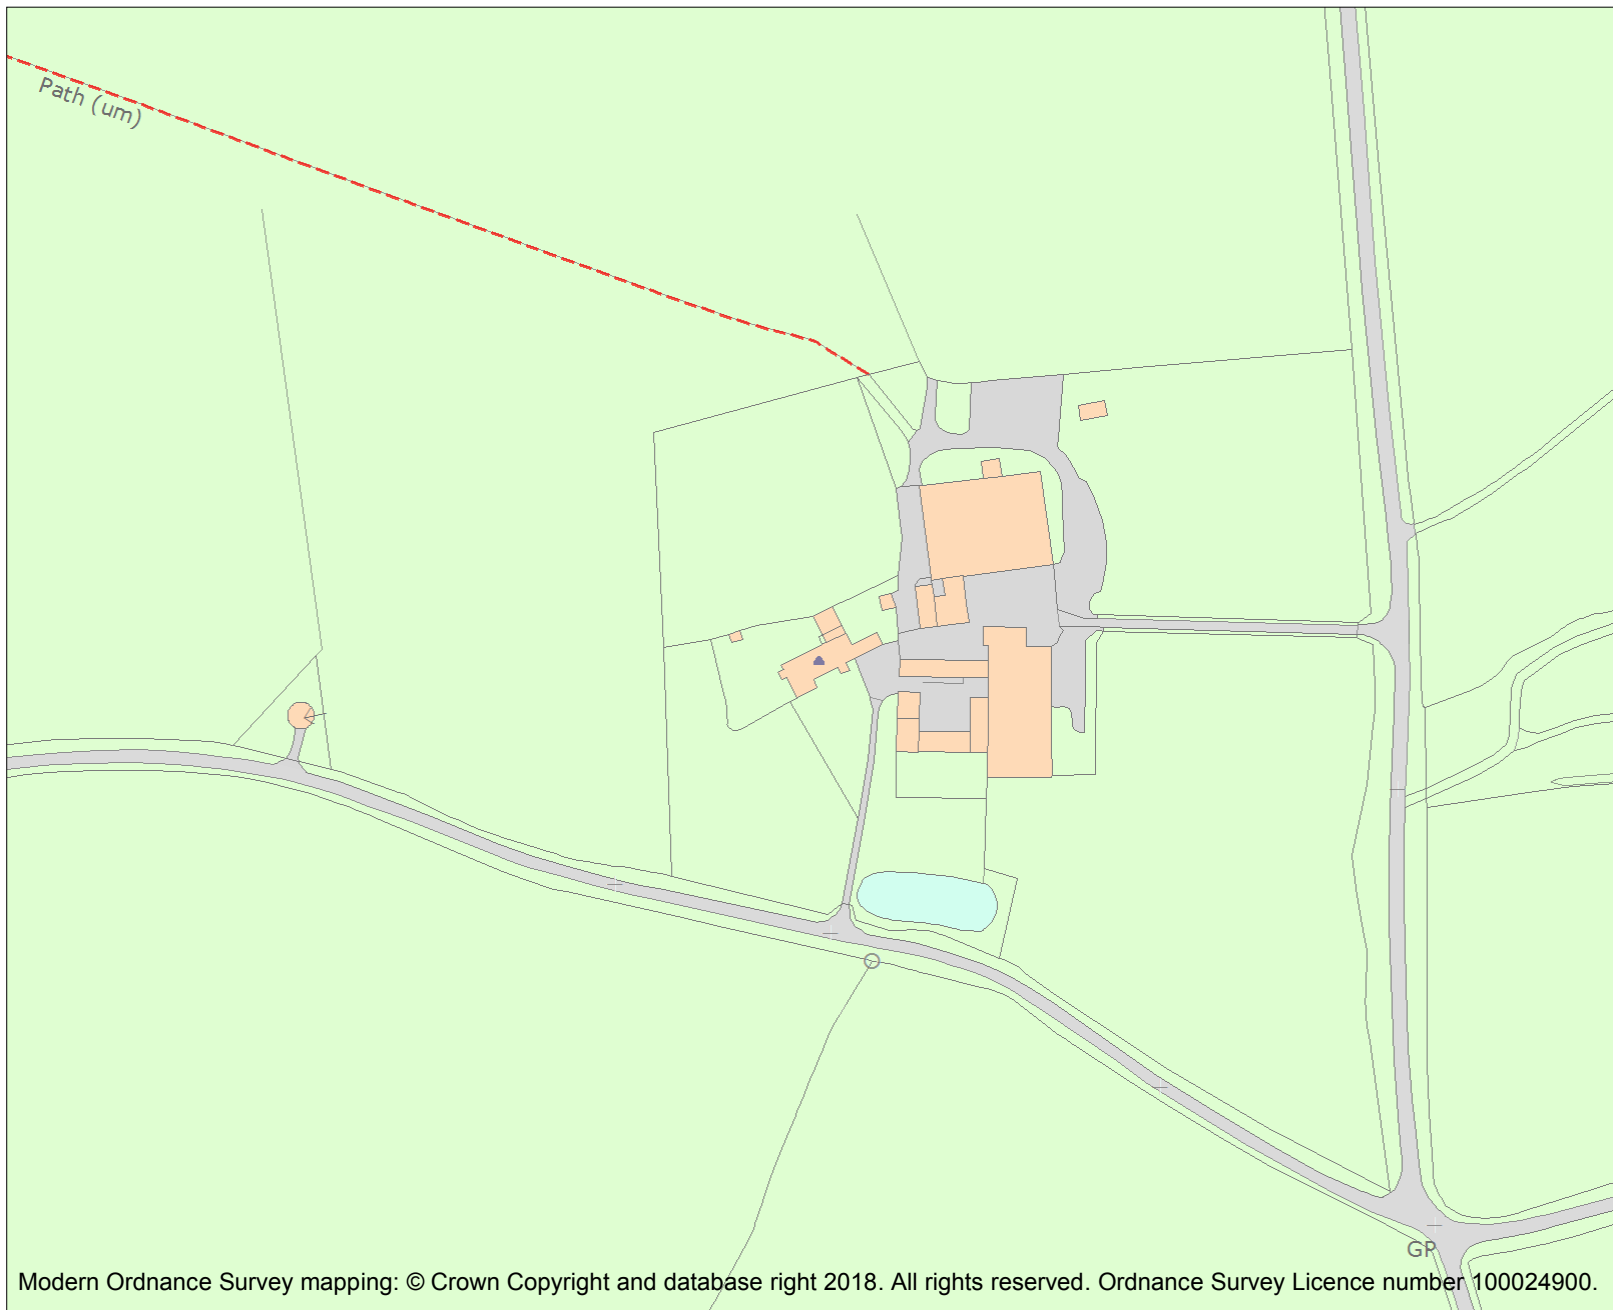 Path (um)
GP
Modern Ordnance Survey mapping: © Crown Copyright and database right 2018. All rights reserved. Ordnance Survey Licence number 100024900.